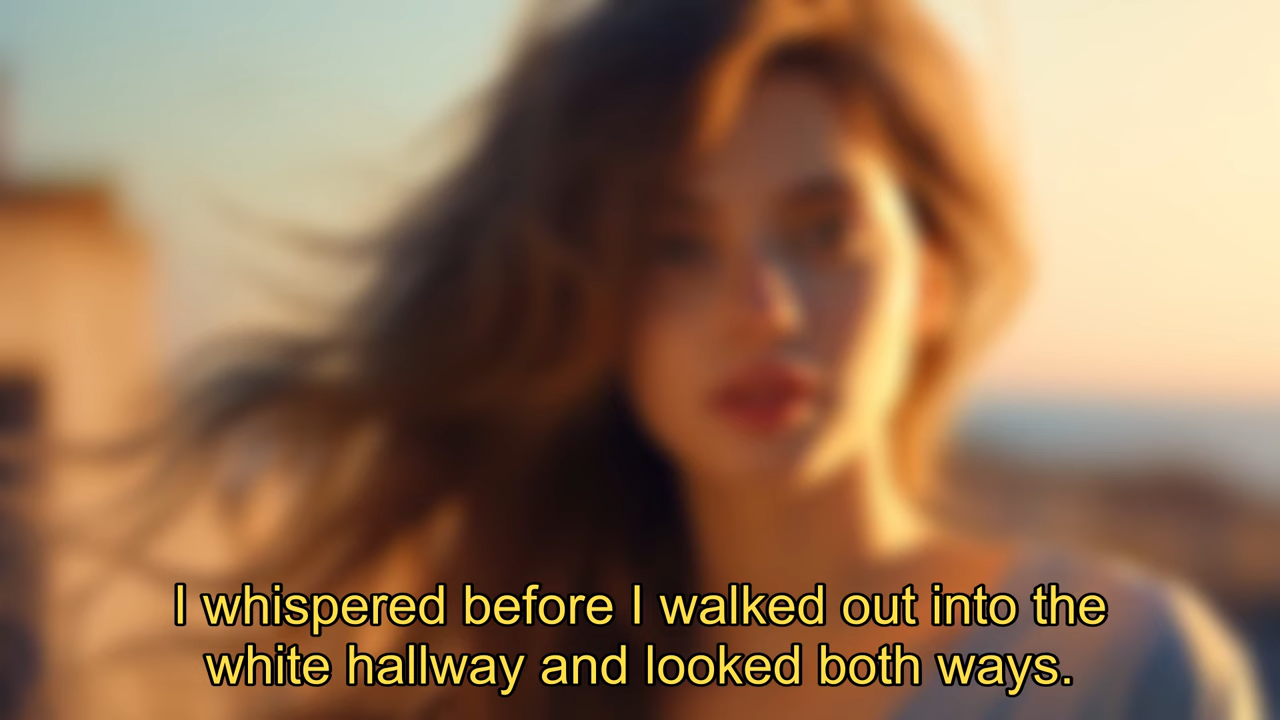 I whispered before I walked out into the
white hallway and looked both ways.